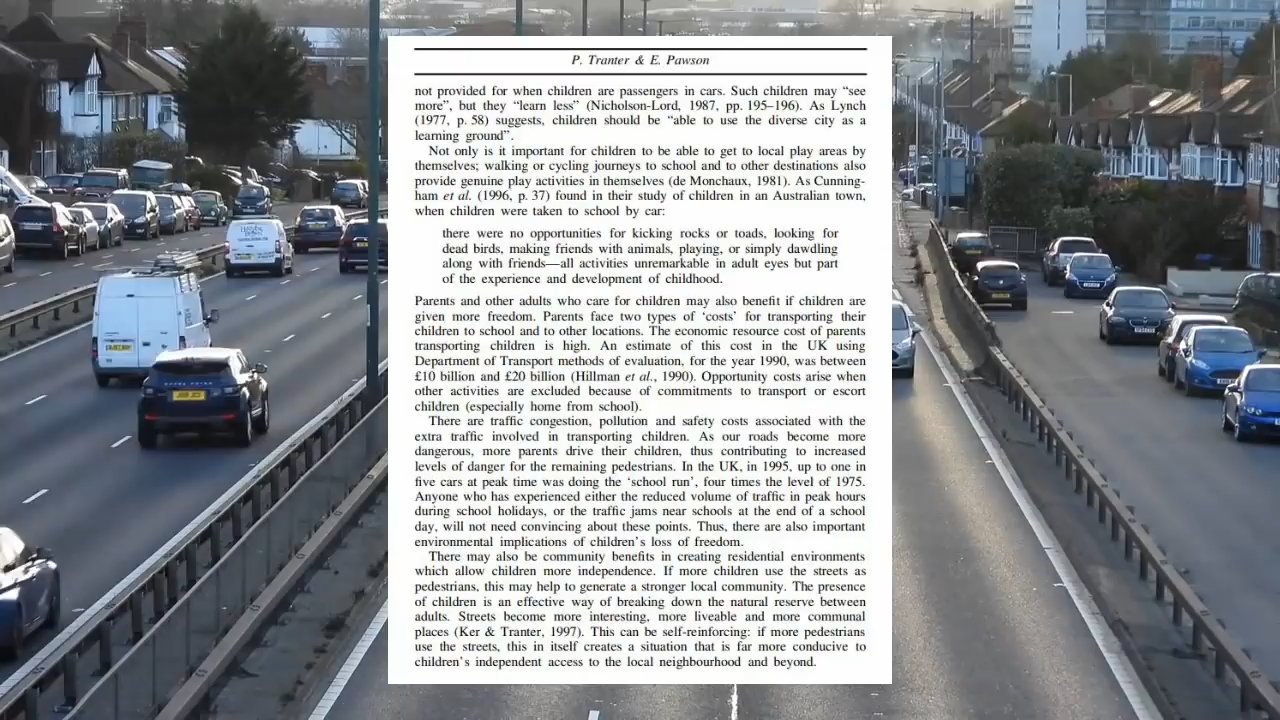 P. Tranter & E. Pawson
not provided for when children are passengers in cars. Such children may “see
more”, but they “learn less” (Nicholson-Lord, 1987, pp. 195–196). As Lynch
(1977, p. 58) suggests, children should be “able to use the diverse city as a
learning ground”.
Not only is it important for children to be able to get to local play areas by
themselves; walking or cycling journeys to school and to other destinations also
provide genuine play activities in themselves (de Monchaux, 1981). As Cunning-
ham et al. (1996, p. 37) found in their study of children in an Australian town,
when children were taken to school by car:
there were no opportunities for kicking rocks or toads, looking for
dead birds, making friends with animals, playing, or simply dawdling
along with friends—all activities unremarkable in adult eyes but part
of the experience and development of childhood.
Parents and other adults who care for children may also benefit if children are
given more freedom. Parents face two types of ‘costs’ for transporting their
children to school and to other locations. The economic resource cost of parents
transporting children is high. An estimate of this cost in the UK using
Department of Transport methods of evaluation, for the year 1990, was between
£10 billion and £20 billion (Hillman et al., 1990). Opportunity costs arise when
other activities are excluded because of commitments to transport or escort
children (especially home from school).
There are traffic congestion, pollution and safety costs associated with the
extra traffic involved in transporting children. As our roads become more
dangerous, more parents drive their children, thus contributing to increased
levels of danger for the remaining pedestrians. In the UK, in 1995, up to one in
five cars at peak time was doing the ‘school run’, four times the level of 1975.
Anyone who has experienced either the reduced volume of traffic in peak hours
during school holidays, or the traffic jams near schools at the end of a school
day, will not need convincing about these points. Thus, there are also important
environmental implications of children’s loss of freedom.
There may also be community benefits in creating residential environments
which allow children more independence. If more children use the streets as
pedestrians, this may help to generate a stronger local community. The presence
of children is an effective way of breaking down the natural reserve between
adults. Streets become more interesting, more liveable and more communal
places (Ker & Tranter, 1997). This can be self-reinforcing: if more pedestrians
use the streets, this in itself creates a situation that is far more conducive to
children’s independent access to the local neighbourhood and beyond.